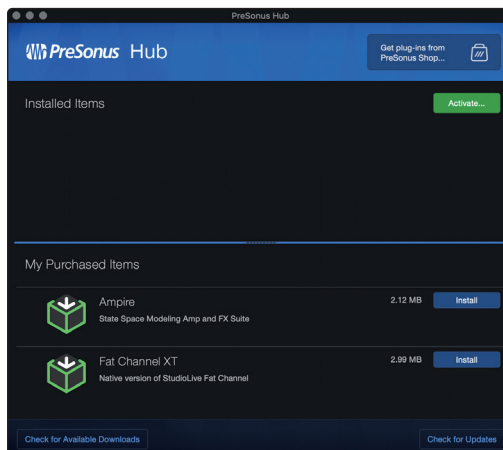 PreSonus Hub
PreSonus Hub
Get plug-ins from
PreSonus Shop...
Installed Items
Activate...
My Purchased Items
Ampire
2.12 MB
Install
State Space Modeling Amp and FX Suite
Fat Channel XT
2.99 MB
Install
Native version of StudioLive Fat Channel
Check for Available Downloads
Check for Updates